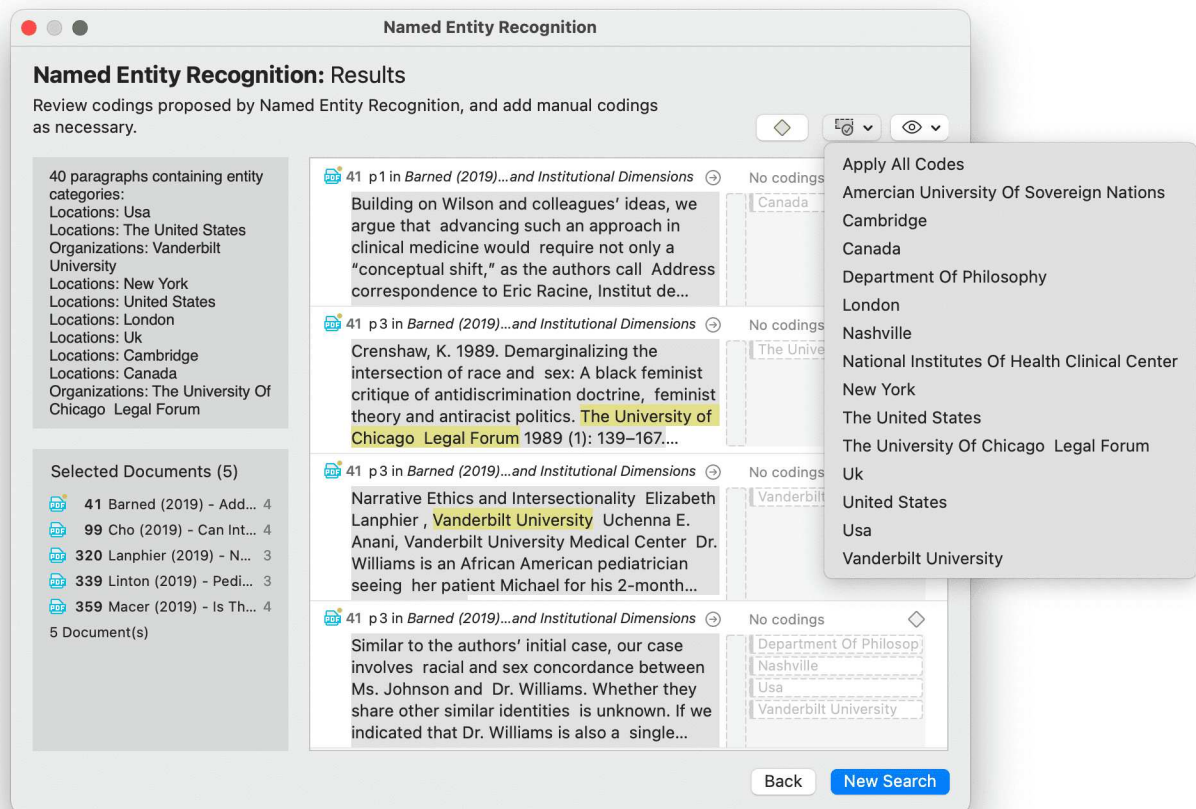 Named Entity Recognition
Named Entity Recognition: Results
Review codings proposed by Named Entity Recognition, and add manual codings
as necessary.
40 paragraphs containing entity
categories:
Locations: Usa
Locations: The United States
Organizations: Vanderbilt
University
Locations: New York
Locations: United States
Locations: London
Locations: Uk
Locations: Cambridge
Locations: Canada
Organizations: The University Of
Chicago Legal Forum
Selected Documents (5)
PDF 41 Barned (2019) - Add... 4
PDF 99 Cho (2019) - Can Int... 4
PDF 320 Lanphier (2019) - N... 3
PDF 339 Linton (2019) - Pedi... 3
PDF 359 Macer (2019) - Is Th... 4
5 Document(s)
PDF 41 p 1 in Barned (2019)...and Institutional Dimensions
No codings
Building on Wilson and colleagues’ ideas, we
argue that advancing such an approach in
clinical medicine would require not only a
“conceptual shift,” as the authors call Address
correspondence to Eric Racine, Institut de...
Canada
PDF 41 p 3 in Barned (2019)...and Institutional Dimensions
No codings
Crenshaw, K. 1989. Demarginalizing the
intersection of race and sex: A black feminist
critique of antidiscrimination doctrine, feminist
theory and antiracist politics. The University of
Chicago Legal Forum 1989 (1): 139–167....
The Unive
PDF 41 p 3 in Barned (2019)...and Institutional Dimensions
No codings
Narrative Ethics and Intersectionality Elizabeth
Lanphier , Vanderbilt University Uchenna E.
Anani, Vanderbilt University Medical Center Dr.
Williams is an African American pediatrician
seeing her patient Michael for his 2-month...
Vanderbilt
PDF 41 p 3 in Barned (2019)...and Institutional Dimensions
No codings
Similar to the authors’ initial case, our case
involves racial and sex concordance between
Ms. Johnson and Dr. Williams. Whether they
share other similar identities is unknown. If we
indicated that Dr. Williams is also a single...
Department Of Philosop
Nashville
Usa
Vanderbilt University
Apply All Codes
Amercian University Of Sovereign Nations
Cambridge
Canada
Department Of Philosophy
London
Nashville
National Institutes Of Health Clinical Center
New York
The United States
The University Of Chicago Legal Forum
Uk
United States
Usa
Vanderbilt University
Back
New Search